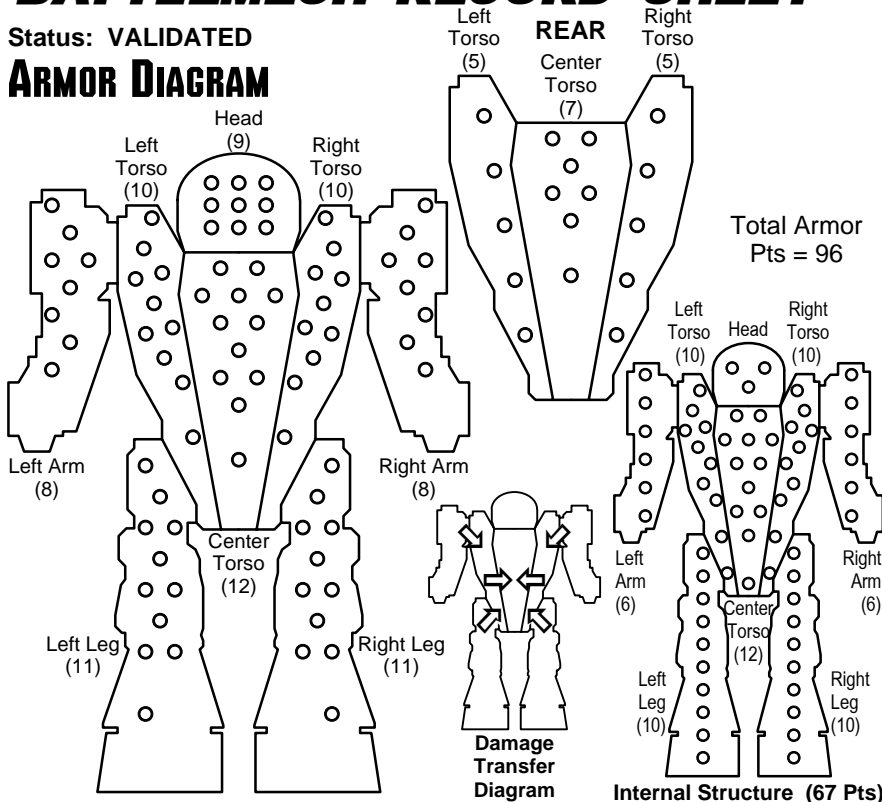 BATTLEMECH RECORD SHEET
Status: VALIDATED
ARMOR DIAGRAM
Head
(9)
Left
Torso
(10)
Right
Torso
(10)
Left Arm
(8)
Right Arm
(8)
Center
Torso
(12)
Left Leg
(11)
Right Leg
(11)
Left
Torso
(5)
REAR
Center
Torso
(7)
Right
Torso
(5)
Total Armor
Pts = 96
Left
Torso
(10)
Head
Right
Torso
(10)
Left
Arm
(6)
Right
Arm
(6)
Center
Torso
(12)
Left
Leg
(10)
Right
Leg
(10)
Damage
Transfer
Diagram
Internal Structure (67 Pts)